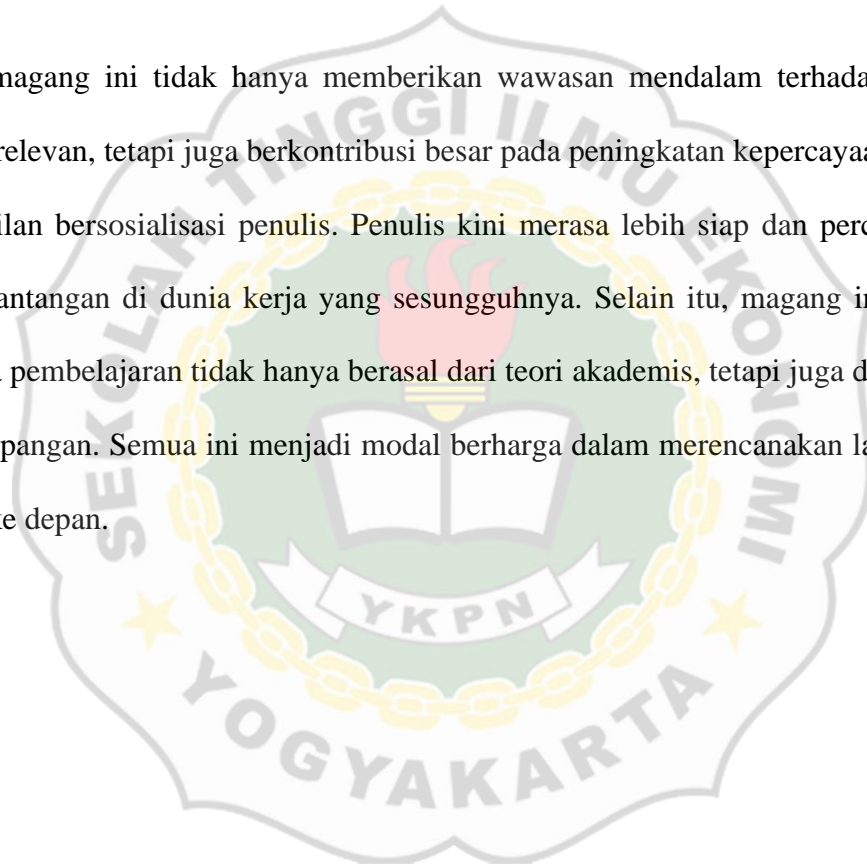 magang ini tidak hanya memberikan wawasan mendalam terhada
relevan, tetapi juga berkontribusi besar pada peningkatan kepercayaa
ilan bersosialisasi penulis. Penulis kini merasa lebih siap dan perc
antangan di dunia kerja yang sesungguhnya. Selain itu, magang i
pembelajaran tidak hanya berasal dari teori akademis, tetapi juga d
pangan. Semua ini menjadi modal berharga dalam merencanakan la
ke depan.
SEKOLAH TINGGI ILMU EKONOMI
YKPN
YOGYAKARTA